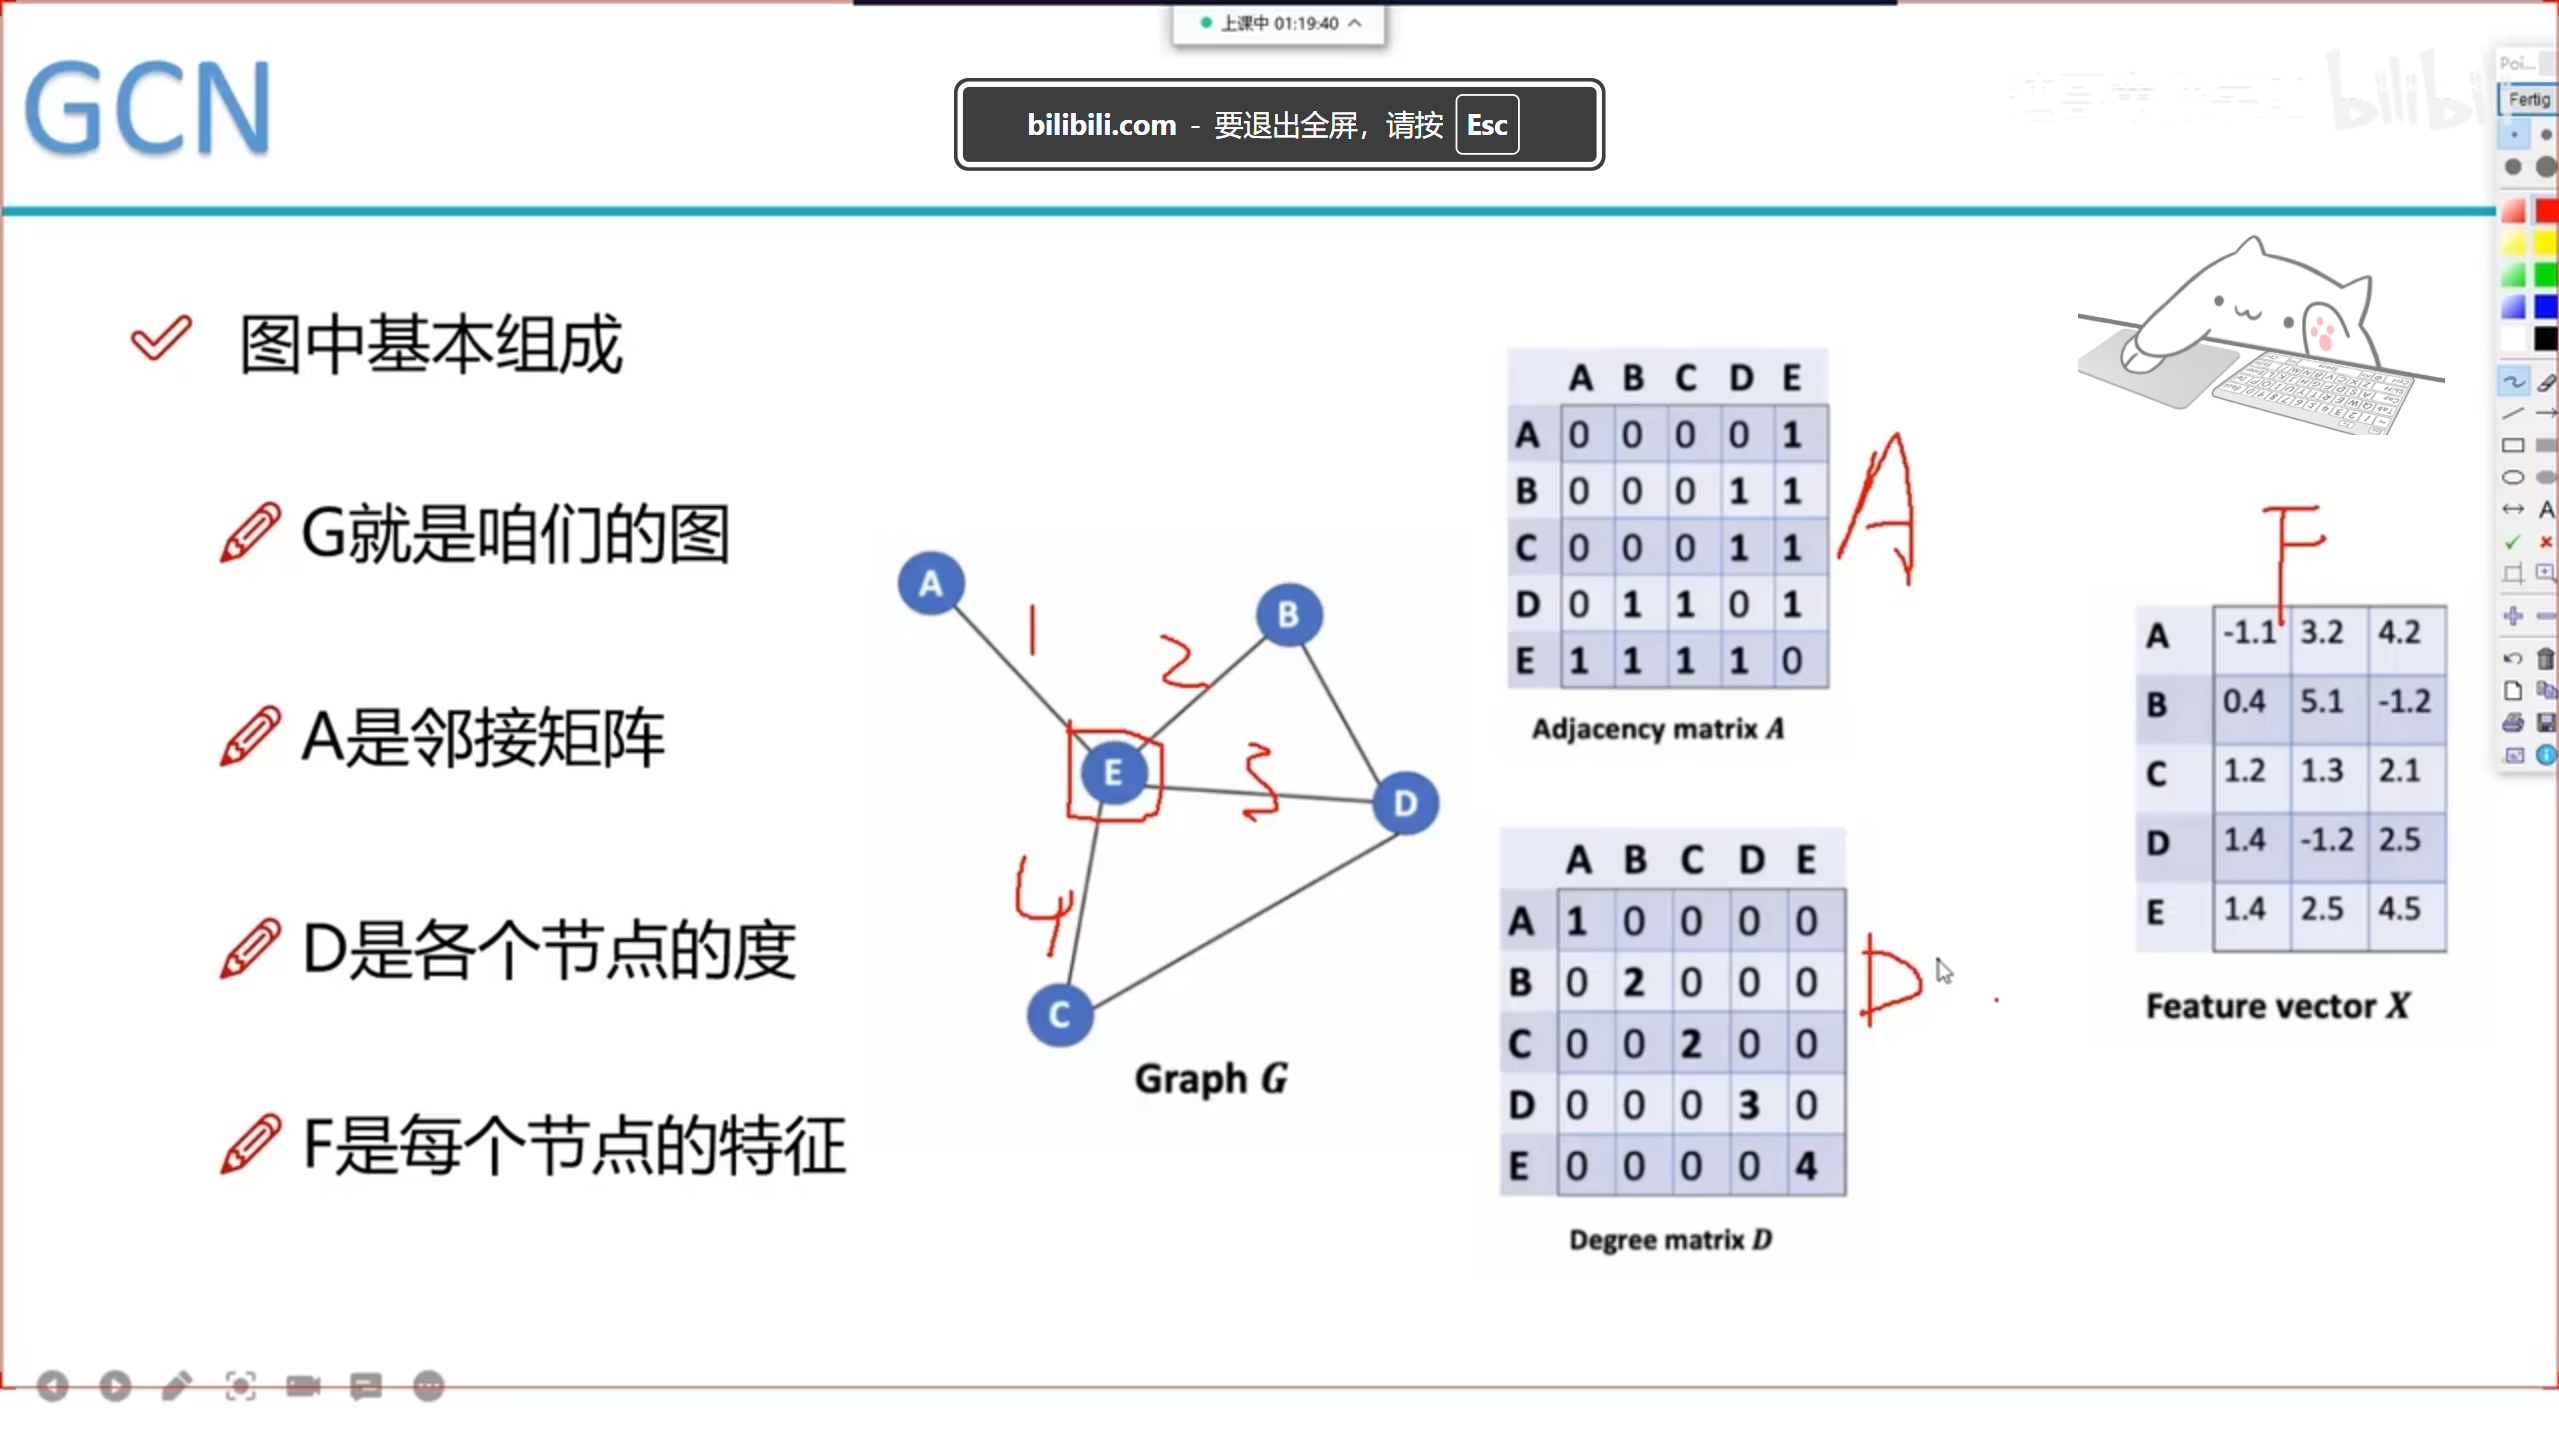 上课中 01:19:40
GCN
bilibili.com - 要退出全屏，请按 Esc
bilibili
Poi...
Fertig
图中基本组成
G就是咱们的图
A是邻接矩阵
D是各个节点的度
F是每个节点的特征
A
B
E
D
C
1
2
3
4
Graph G
A B C D E
A 0 0 0 0 1
B 0 0 0 1 1
C 0 0 0 1 1
D 0 1 1 0 1
E 1 1 1 1 0
Adjacency matrix A
A
A B C D E
A 1 0 0 0 0
B 0 2 0 0 0
C 0 0 2 0 0
D 0 0 0 3 0
E 0 0 0 0 4
Degree matrix D
D
F
A -1.1 3.2 4.2
B 0.4 5.1 -1.2
C 1.2 1.3 2.1
D 1.4 -1.2 2.5
E 1.4 2.5 4.5
Feature vector X
A